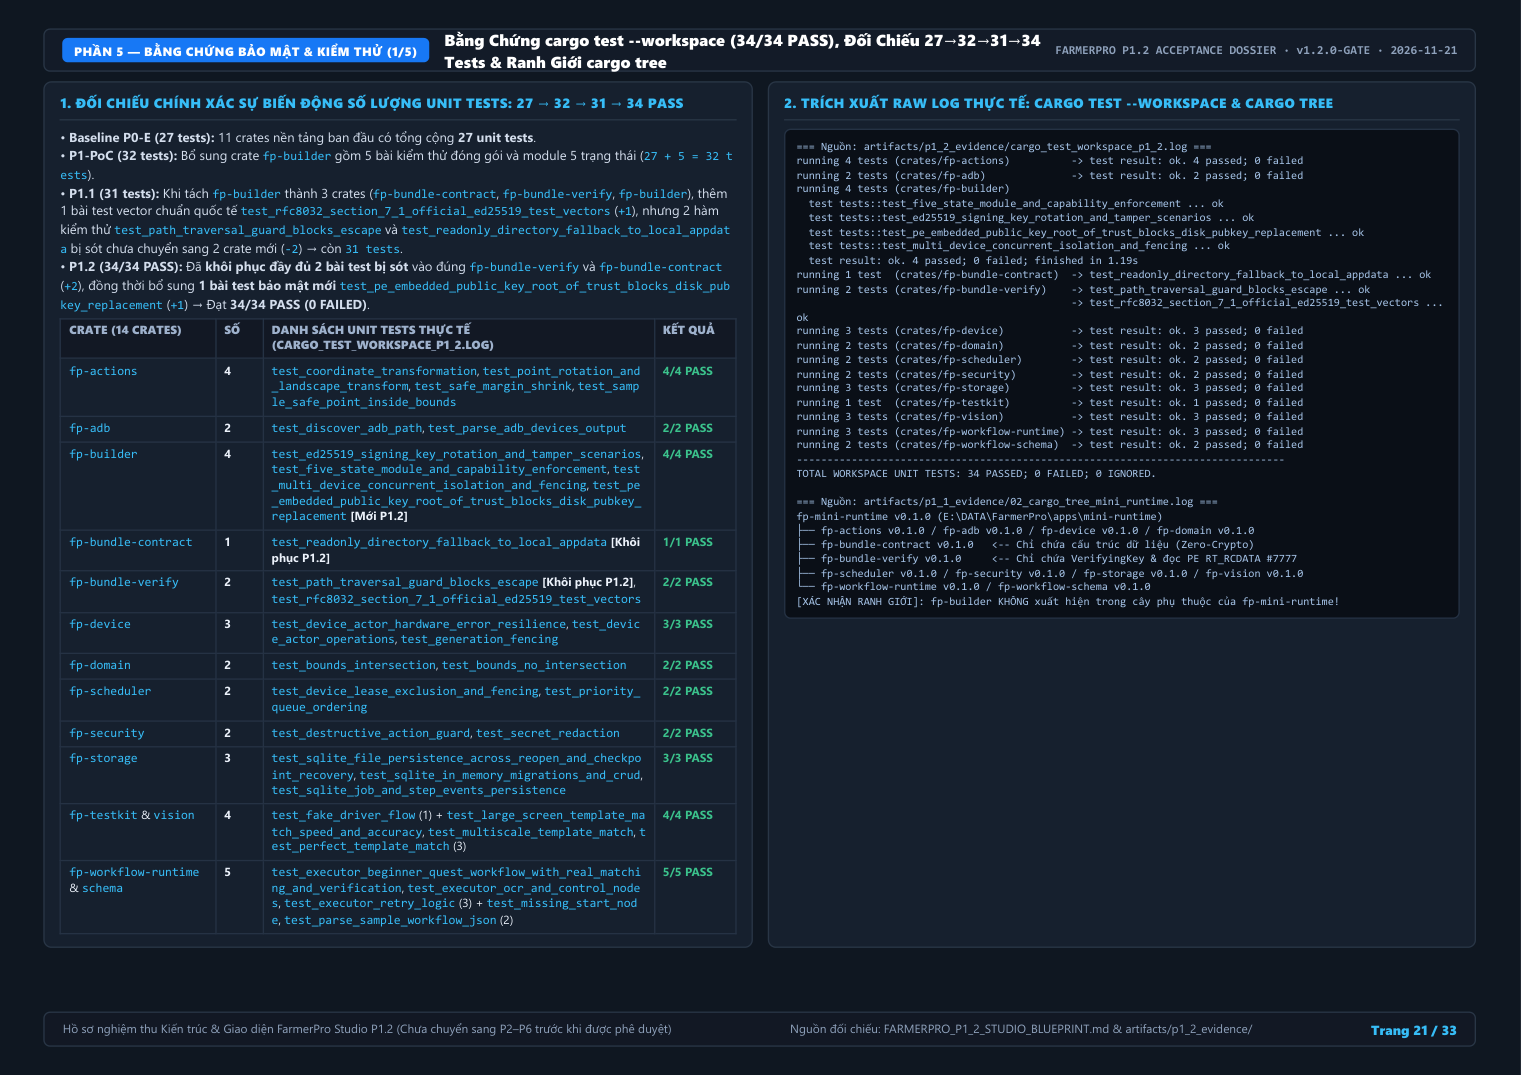 PHẦN 5 — BẰNG CHỨNG BẢO MẬT & KIỂM THỬ (1/5)
Bằng Chứng cargo test --workspace (34/34 PASS), Đối Chiếu 27→32→31→34
Tests & Ranh Giới cargo tree
FARMERPRO P1.2 ACCEPTANCE DOSSIER · v1.2.0-GATE · 2026-11-21
1. ĐỐI CHIẾU CHÍNH XÁC SỰ BIẾN ĐỘNG SỐ LƯỢNG UNIT TESTS: 27 → 32 → 31 → 34 PASS
• Baseline P0-E (27 tests): 11 crates nền tảng ban đầu có tổng cộng 27 unit tests.
• P1-PoC (32 tests): Bổ sung crate fp-builder gồm 5 bài kiểm thử đóng gói và module 5 trạng thái (27 + 5 = 32 t
ests).
• P1.1 (31 tests): Khi tách fp-builder thành 3 crates (fp-bundle-contract, fp-bundle-verify, fp-builder), thêm
1 bài test vector chuẩn quốc tế test_rfc8032_section_7_1_official_ed25519_test_vectors (+1), nhưng 2 hàm
kiểm thử test_path_traversal_guard_blocks_escape và test_readonly_directory_fallback_to_local_appdat
a bị sót chưa chuyển sang 2 crate mới (-2) → còn 31 tests.
• P1.2 (34/34 PASS): Đã khôi phục đầy đủ 2 bài test bị sót vào đúng fp-bundle-verify và fp-bundle-contract
(+2), đồng thời bổ sung 1 bài test bảo mật mới test_pe_embedded_public_key_root_of_trust_blocks_disk_pub
key_replacement (+1) → Đạt 34/34 PASS (0 FAILED).
CRATE (14 CRATES)
SỐ
DANH SÁCH UNIT TESTS THỰC TẾ
(CARGO_TEST_WORKSPACE_P1_2.LOG)
KẾT QUẢ
fp-actions
4
test_coordinate_transformation, test_point_rotation_and
_landscape_transform, test_safe_margin_shrink, test_samp
le_safe_point_inside_bounds
4/4 PASS
fp-adb
2
test_discover_adb_path, test_parse_adb_devices_output
2/2 PASS
fp-builder
4
test_ed25519_signing_key_rotation_and_tamper_scenarios,
test_five_state_module_and_capability_enforcement, test
_multi_device_concurrent_isolation_and_fencing, test_pe
_embedded_public_key_root_of_trust_blocks_disk_pubkey_
replacement [Mới P1.2]
4/4 PASS
fp-bundle-contract
1
test_readonly_directory_fallback_to_local_appdata [Khôi
phục P1.2]
1/1 PASS
fp-bundle-verify
2
test_path_traversal_guard_blocks_escape [Khôi phục P1.2],
test_rfc8032_section_7_1_official_ed25519_test_vectors
2/2 PASS
fp-device
3
test_device_actor_hardware_error_resilience, test_devic
e_actor_operations, test_generation_fencing
3/3 PASS
fp-domain
2
test_bounds_intersection, test_bounds_no_intersection
2/2 PASS
fp-scheduler
2
test_device_lease_exclusion_and_fencing, test_priority_
queue_ordering
2/2 PASS
fp-security
2
test_destructive_action_guard, test_secret_redaction
2/2 PASS
fp-storage
3
test_sqlite_file_persistence_across_reopen_and_checkpo
int_recovery, test_sqlite_in_memory_migrations_and_crud,
test_sqlite_job_and_step_events_persistence
3/3 PASS
fp-testkit & vision
4
test_fake_driver_flow (1) + test_large_screen_template_ma
tch_speed_and_accuracy, test_multiscale_template_match, t
est_perfect_template_match (3)
4/4 PASS
fp-workflow-runtime
& schema
5
test_executor_beginner_quest_workflow_with_real_matchi
ng_and_verification, test_executor_ocr_and_control_node
s, test_executor_retry_logic (3) + test_missing_start_nod
e, test_parse_sample_workflow_json (2)
5/5 PASS
2. TRÍCH XUẤT RAW LOG THỰC TẾ: CARGO TEST --WORKSPACE & CARGO TREE
=== Nguồn: artifacts/p1_2_evidence/cargo_test_workspace_p1_2.log ===
running 4 tests (crates/fp-actions) -> test result: ok. 4 passed; 0 failed
running 2 tests (crates/fp-adb) -> test result: ok. 2 passed; 0 failed
running 4 tests (crates/fp-builder)
test tests::test_five_state_module_and_capability_enforcement ... ok
test tests::test_ed25519_signing_key_rotation_and_tamper_scenarios ... ok
test tests::test_pe_embedded_public_key_root_of_trust_blocks_disk_pubkey_replacement ... ok
test tests::test_multi_device_concurrent_isolation_and_fencing ... ok
test result: ok. 4 passed; 0 failed; finished in 1.19s
running 1 test (crates/fp-bundle-contract) -> test_readonly_directory_fallback_to_local_appdata ... ok
running 2 tests (crates/fp-bundle-verify) -> test_path_traversal_guard_blocks_escape ... ok
-> test_rfc8032_section_7_1_official_ed25519_test_vectors ...
ok
running 3 tests (crates/fp-device) -> test result: ok. 3 passed; 0 failed
running 2 tests (crates/fp-domain) -> test result: ok. 2 passed; 0 failed
running 2 tests (crates/fp-scheduler) -> test result: ok. 2 passed; 0 failed
running 2 tests (crates/fp-security) -> test result: ok. 2 passed; 0 failed
running 3 tests (crates/fp-storage) -> test result: ok. 3 passed; 0 failed
running 1 test (crates/fp-testkit) -> test result: ok. 1 passed; 0 failed
running 3 tests (crates/fp-vision) -> test result: ok. 3 passed; 0 failed
running 3 tests (crates/fp-workflow-runtime) -> test result: ok. 3 passed; 0 failed
running 2 tests (crates/fp-workflow-schema) -> test result: ok. 2 passed; 0 failed
---------------------------------------------------------------------------------
TOTAL WORKSPACE UNIT TESTS: 34 PASSED; 0 FAILED; 0 IGNORED.
=== Nguồn: artifacts/p1_1_evidence/02_cargo_tree_mini_runtime.log ===
fp-mini-runtime v0.1.0 (E:\DATA\FarmerPro\apps\mini-runtime)
├── fp-actions v0.1.0 / fp-adb v0.1.0 / fp-device v0.1.0 / fp-domain v0.1.0
├── fp-bundle-contract v0.1.0 <-- Chỉ chứa cấu trúc dữ liệu (Zero-Crypto)
├── fp-bundle-verify v0.1.0 <-- Chỉ chứa VerifyingKey & đọc PE RT_RCDATA #7777
├── fp-scheduler v0.1.0 / fp-security v0.1.0 / fp-storage v0.1.0 / fp-vision v0.1.0
└── fp-workflow-runtime v0.1.0 / fp-workflow-schema v0.1.0
[XÁC NHẬN RANH GIỚI]: fp-builder KHÔNG xuất hiện trong cây phụ thuộc của fp-mini-runtime!
Hồ sơ nghiệm thu Kiến trúc & Giao diện FarmerPro Studio P1.2 (Chưa chuyển sang P2–P6 trước khi được phê duyệt)
Nguồn đối chiếu: FARMERPRO_P1_2_STUDIO_BLUEPRINT.md & artifacts/p1_2_evidence/
Trang 21 / 33